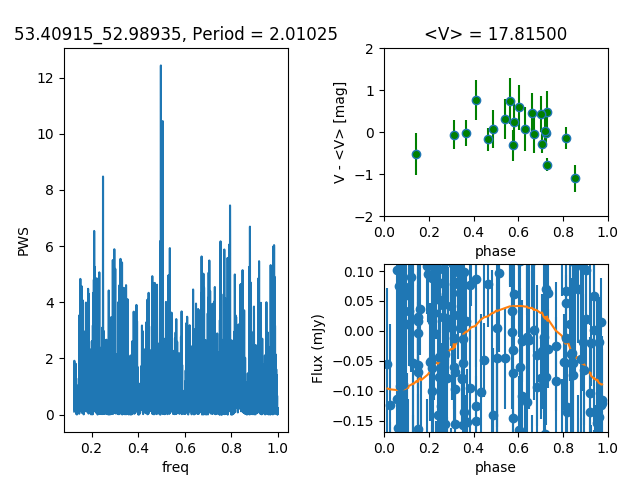 53.40915_52.98935, Period = 2.01025
12
10
8
6
4
2
0
PWS
0.2 0.4 0.6 0.8 1.0
freq
<V> = 17.81500
2
1
0
−1
−2
V - <V> [mag]
0.0 0.2 0.4 0.6 0.8 1.0
phase
0.10
0.05
0.00
−0.05
−0.10
−0.15
Flux (mJy)
0.0 0.2 0.4 0.6 0.8 1.0
phase